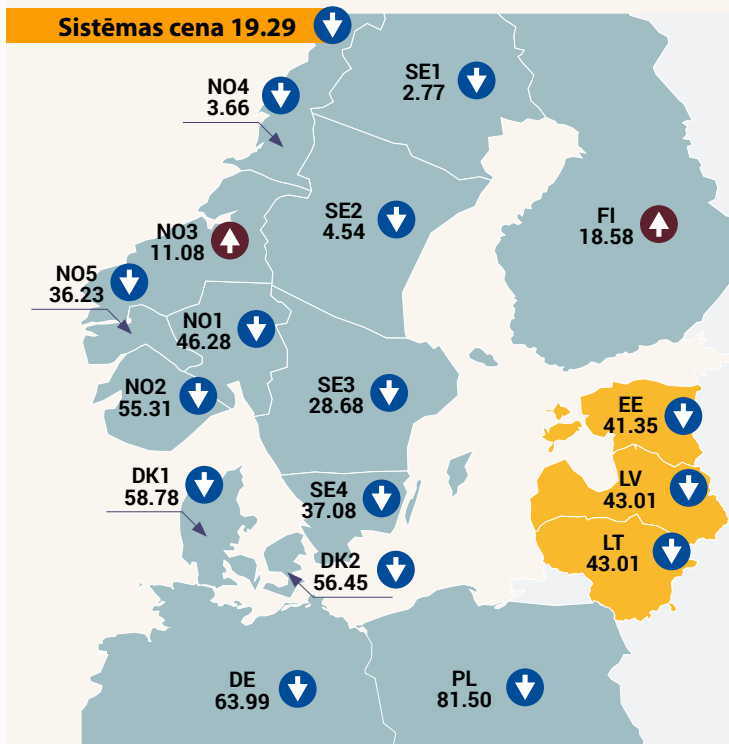 Sistēmas cena 19.29
SE1
2.77
NO4
3.66
SE2
4.54
FI
18.58
NO3
11.08
NO5
36.23
NO1
46.28
NO2
55.31
SE3
28.68
EE
41.35
DK1
58.78
SE4
37.08
LV
43.01
LT
43.01
DK2
56.45
DE
63.99
PL
81.50